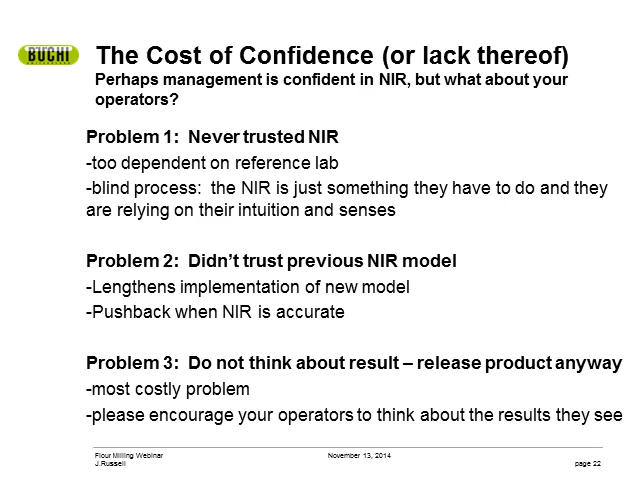 BÜCHI
The Cost of Confidence (or lack thereof)
Perhaps management is confident in NIR, but what about your
operators?
Problem 1:  Never trusted NIR
-too dependent on reference lab
-blind process:  the NIR is just something they have to do and they
are relying on their intuition and senses
Problem 2:  Didn’t trust previous NIR model
-Lengthens implementation of new model
-Pushback when NIR is accurate
Problem 3:  Do not think about result – release product anyway
-most costly problem
-please encourage your operators to think about the results they see
Flour Milling Webinar
J.Russell
November 13, 2014
page 22